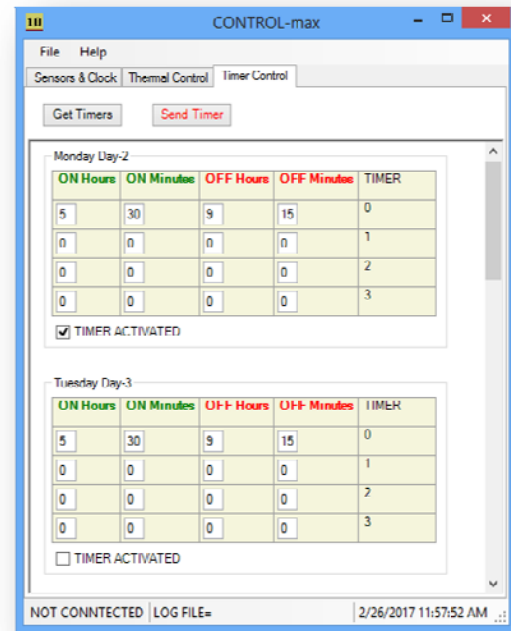 10 CONTROL-max
File Help
Sensors & Clock Thermal Control Timer Control
Get Timers Send Timer
Monday Day-2
ON Hours ON Minutes OFF Hours OFF Minutes TIMER
5 30 9 15 0
0 0 0 0 1
0 0 0 0 2
0 0 0 0 3
TIMER ACTIVATED
Tuesday Day-3
ON Hours ON Minutes OFF Hours OFF Minutes TIMER
5 30 9 15 0
0 0 0 0 1
0 0 0 0 2
0 0 0 0 3
TIMER ACTIVATED
NOT CONNTECTED LOG FILE= 2/26/2017 11:57:52 AM